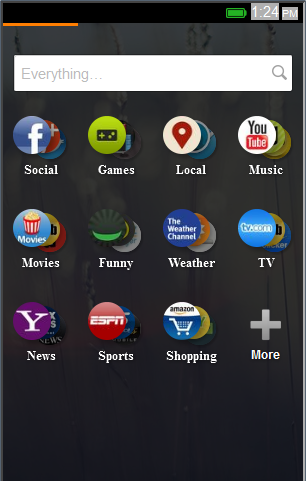 1:24 PM
Everything...
f
You
Tube
Social
Games
Local
Music
Movies
The
Weather
Channel
tv.com
Movies
Funny
Weather
TV
Y!
ESPN
amazon
NEWS
News
Sports
Shopping
More